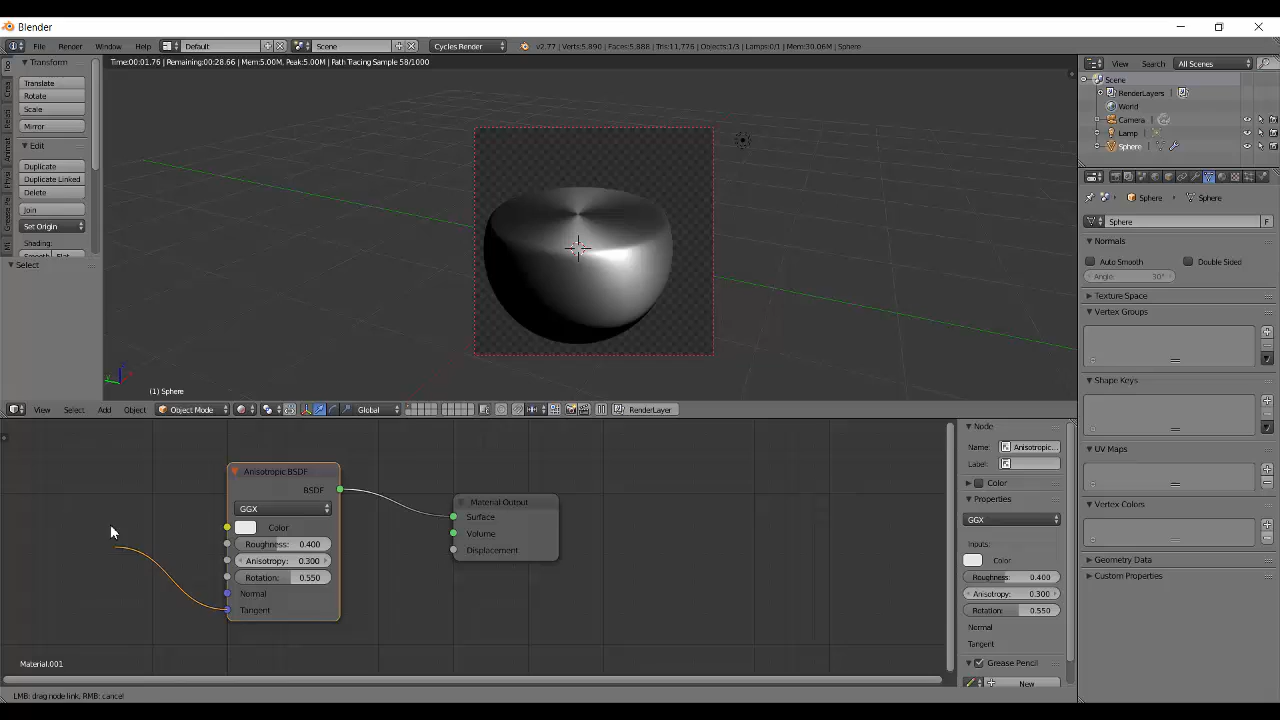 Blender
File Render Window Help Default Scene Cycles Render v2.77 | Verts:5,890 | Faces:5,888 | Tris:11,776 | Objects:1/3 | Lamps:0/1 | Mem:30.06M | Sphere
Time:00:01.76 | Remaining:00:28.66 | Mem:5.00M, Peak:5.00M | Path Tracing Sample 58/1000
Transform
Translate
Rotate
Scale
Mirror
Edit
Duplicate
Duplicate Linked
Delete
Join
Set Origin
Shading:
Select
(1) Sphere
View Select Add Object Object Mode Global RenderLayer
Anisotropic BSDF
BSDF
GGX
Color
Roughness: 0.400
Anisotropy: 0.300
Rotation: 0.550
Normal
Tangent
Material Output
Surface
Volume
Displacement
Material.001
LMB: drag node link, RMB: cancel
Node
Name: Anisotropic...
Label:
Color
Properties
GGX
Inputs:
Color
Roughness: 0.400
Anisotropy: 0.300
Rotation: 0.550
Normal
Tangent
Grease Pencil
New
View Search All Scenes
Scene
RenderLayers
World
Camera
Lamp
Sphere
Sphere Sphere
Sphere F
Normals
Auto Smooth Double Sided
Angle: 30°
Texture Space
Vertex Groups
Shape Keys
UV Maps
Vertex Colors
Geometry Data
Custom Properties